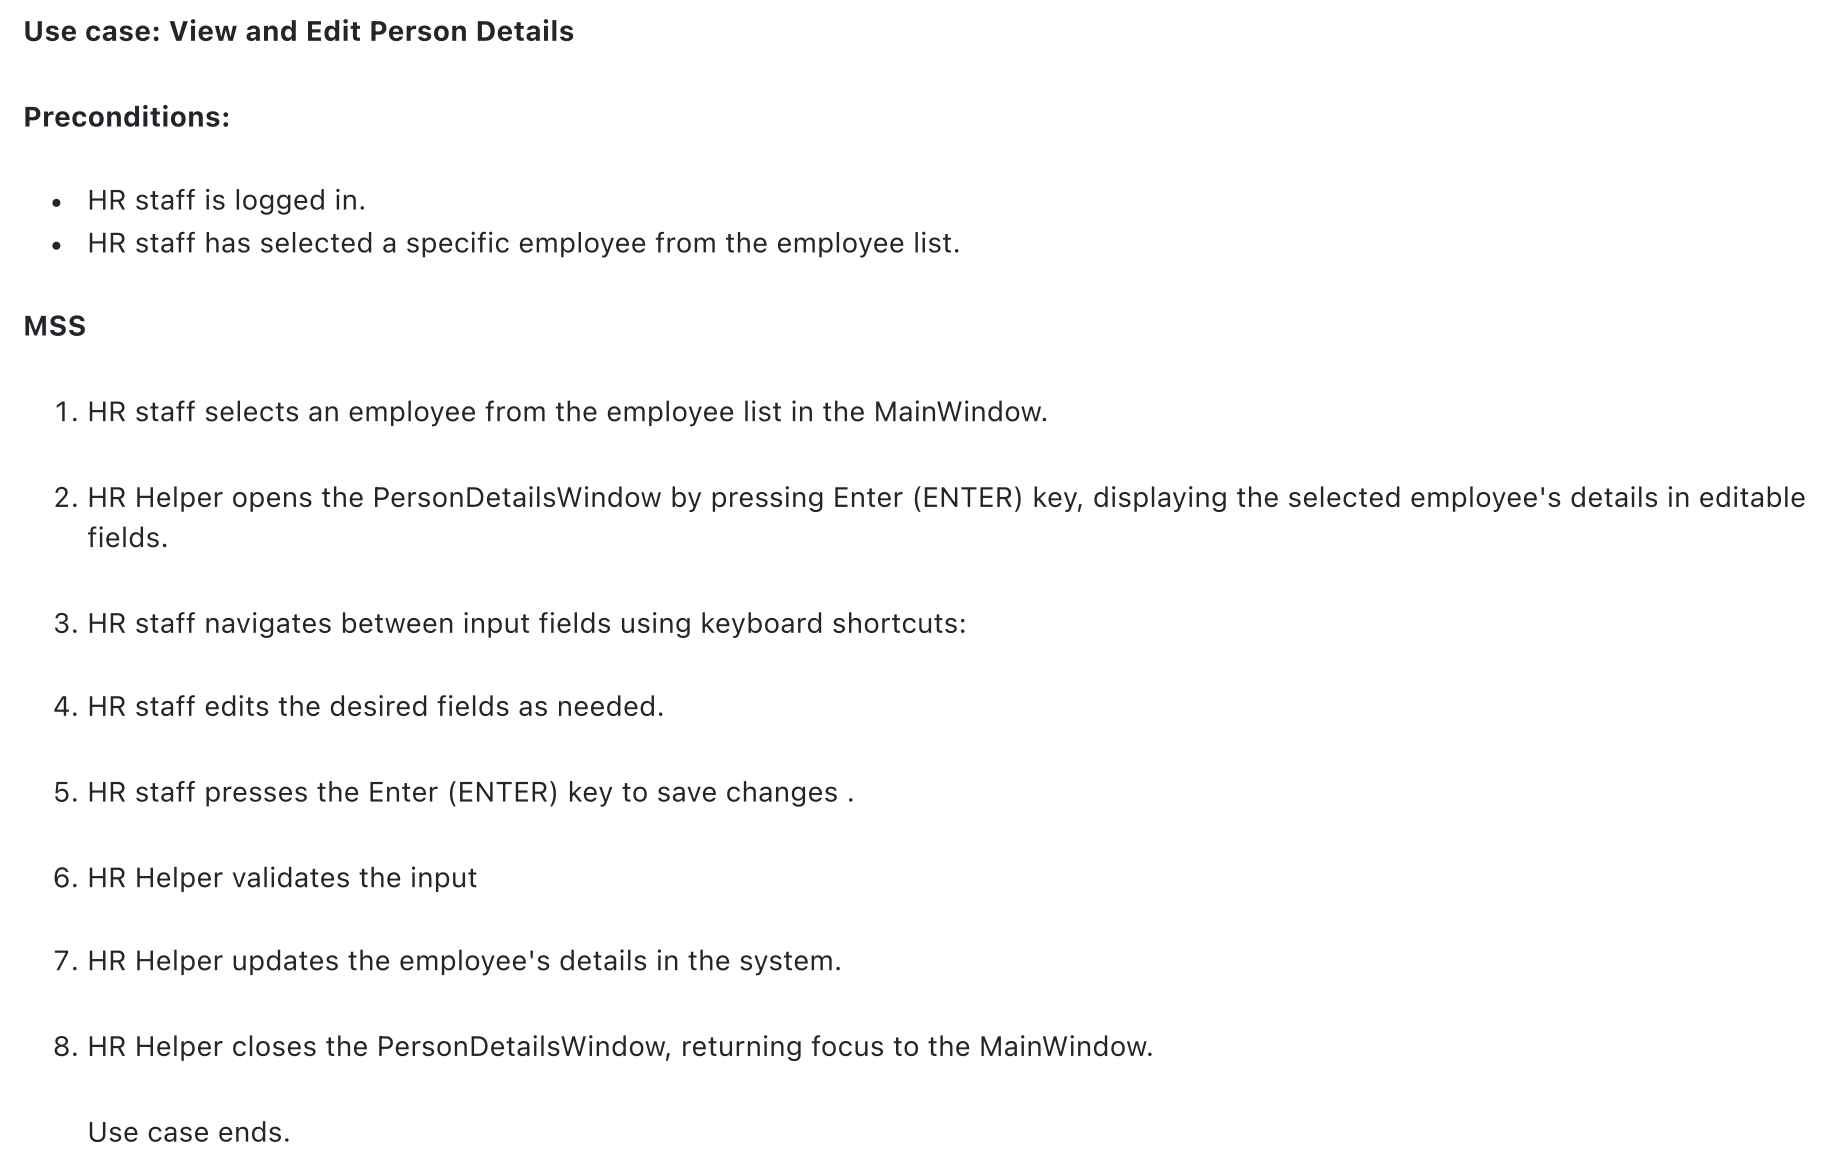 Use case: View and Edit Person Details
Preconditions:
• HR staff is logged in.
• HR staff has selected a specific employee from the employee list.
MSS
1. HR staff selects an employee from the employee list in the MainWindow.
2. HR Helper opens the PersonDetailsWindow by pressing Enter (ENTER) key, displaying the selected employee's details in editable
fields.
3. HR staff navigates between input fields using keyboard shortcuts:
4. HR staff edits the desired fields as needed.
5. HR staff presses the Enter (ENTER) key to save changes .
6. HR Helper validates the input
7. HR Helper updates the employee's details in the system.
8. HR Helper closes the PersonDetailsWindow, returning focus to the MainWindow.
Use case ends.